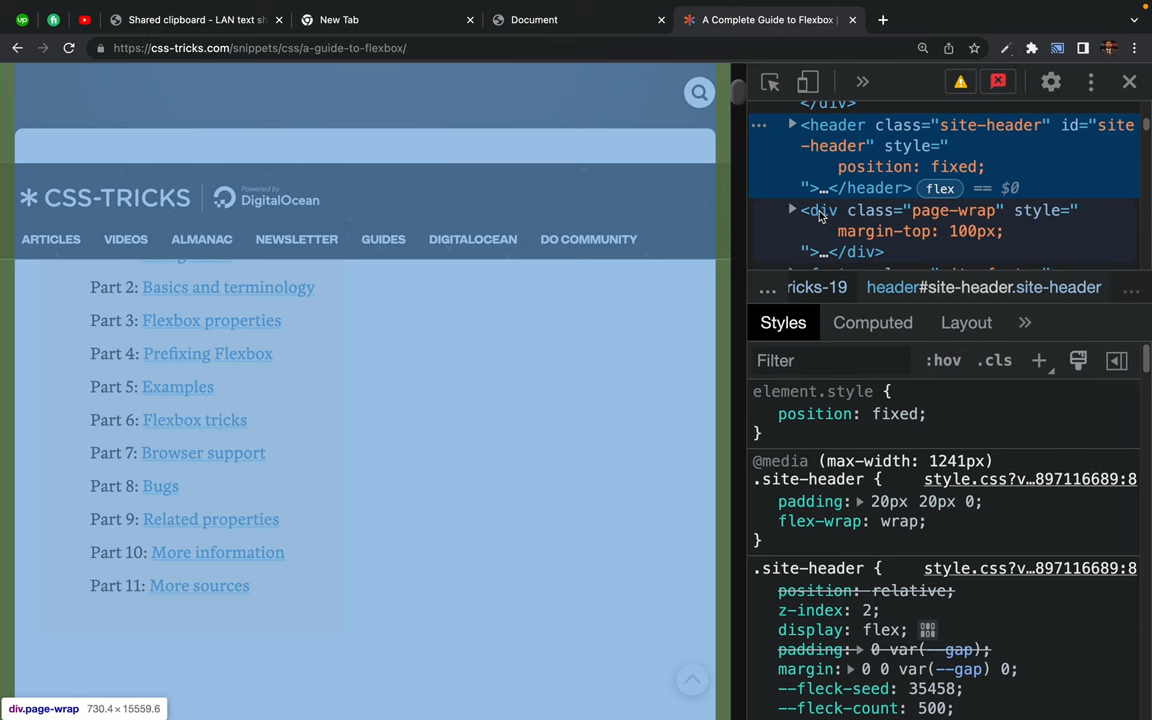 Shared clipboard - LAN text sh
New Tab
Document
A Complete Guide to Flexbox |
https://css-tricks.com/snippets/css/a-guide-to-flexbox/
</div>
<header class="site-header" id="site
-header" style="
position: fixed;
">…</header> flex == $0
<div class="page-wrap" style="
margin-top: 100px;
">…</div>
CSS-TRICKS
Powered by
DigitalOcean
ARTICLES VIDEOS ALMANAC NEWSLETTER GUIDES DIGITALOCEAN DO COMMUNITY
Part 2: Basics and terminology
Part 3: Flexbox properties
Part 4: Prefixing Flexbox
Part 5: Examples
Part 6: Flexbox tricks
Part 7: Browser support
Part 8: Bugs
Part 9: Related properties
Part 10: More information
Part 11: More sources
... ricks-19 header#site-header.site-header ...
Styles Computed Layout
Filter :hov .cls
element.style {
position: fixed;
}
@media (max-width: 1241px)
.site-header { style.css?v…897116689:8
padding: 20px 20px 0;
flex-wrap: wrap;
}
.site-header { style.css?v…897116689:8
position: relative;
z-index: 2;
display: flex;
padding: 0 var(--gap);
margin: 0 0 var(--gap) 0;
--fleck-seed: 35458;
--fleck-count: 500;
div.page-wrap 730.4×15559.6